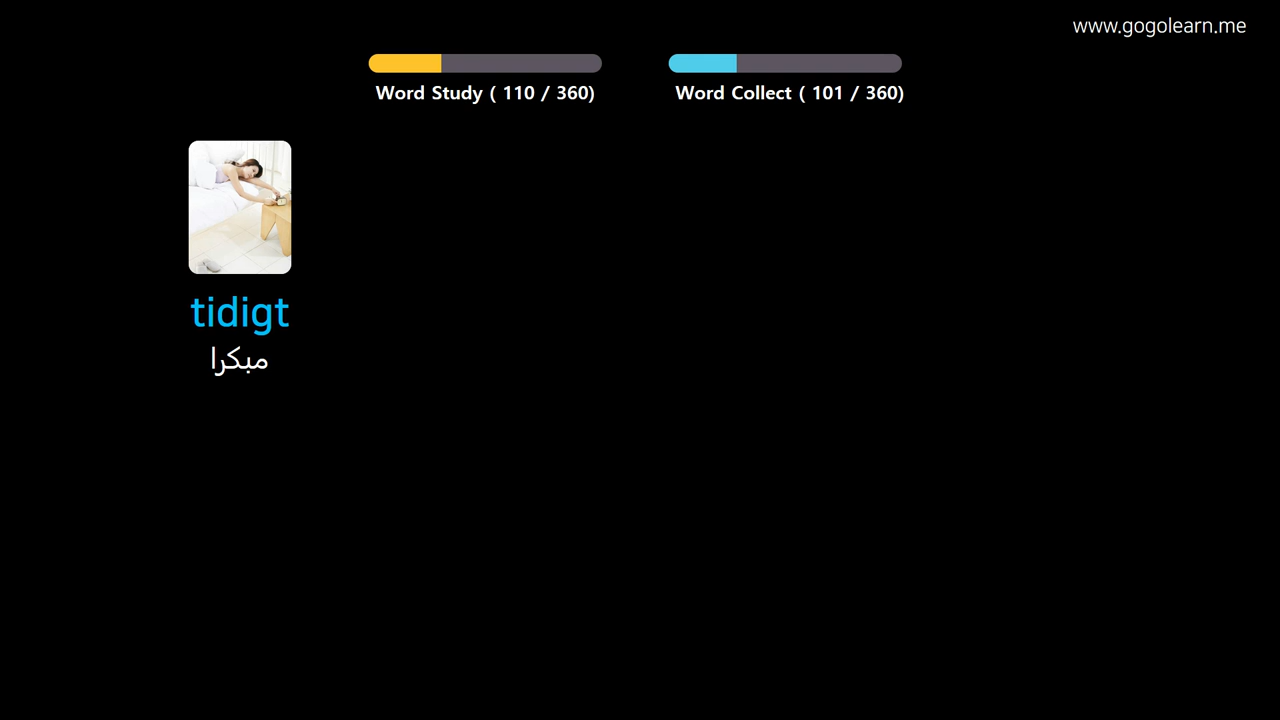 www.gogolearn.me
Word Study ( 110 / 360)
Word Collect ( 101 / 360)
tidigt
مبكرا